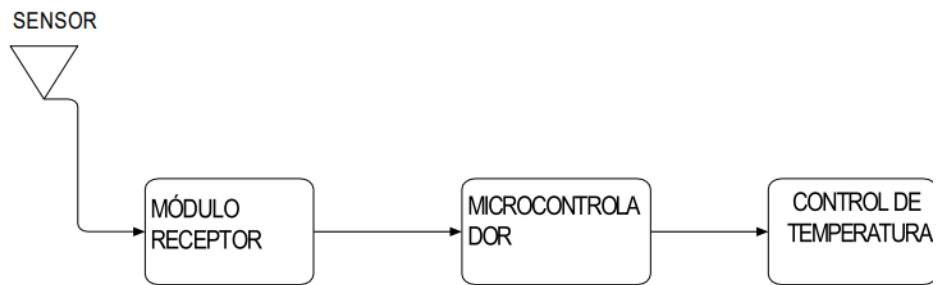 SENSOR
MÓDULO
RECEPTOR
MICROCONTROLA
DOR
CONTROL DE
TEMPERATURA